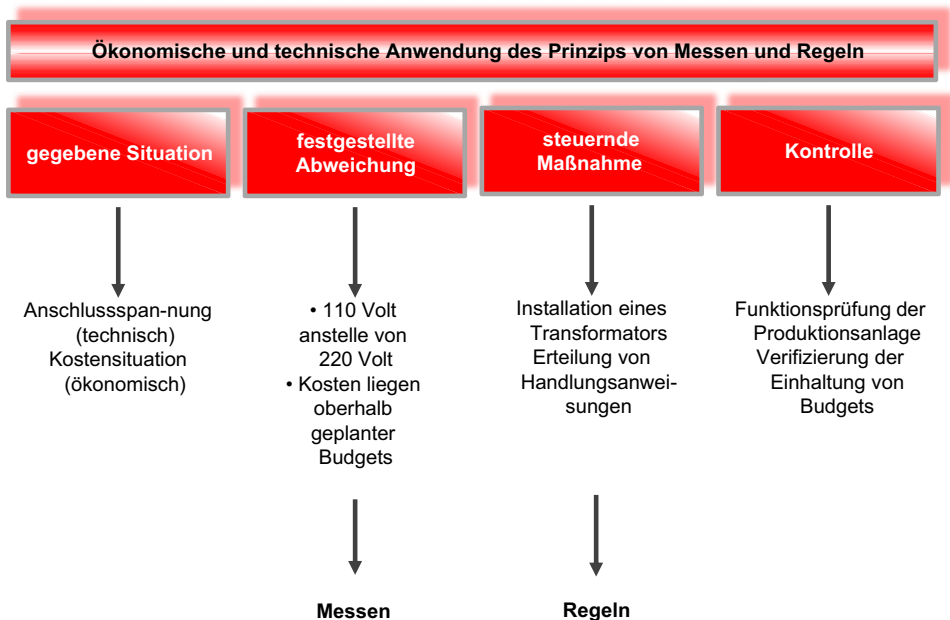 Ökonomische und technische Anwendung des Prinzips von Messen und Regeln
gegebene Situation
festgestellte
Abweichung
steuernde
Maßnahme
Kontrolle
Anschlussspan-nung
(technisch)
Kostensituation
(ökonomisch)
• 110 Volt
anstelle von
220 Volt
• Kosten liegen
oberhalb
geplanter
Budgets
Installation eines
Transformators
Erteilung von
Handlungsanwei-
sungen
Funktionsprüfung der
Produktionsanlage
Verifizierung der
Einhaltung von
Budgets
Messen
Regeln